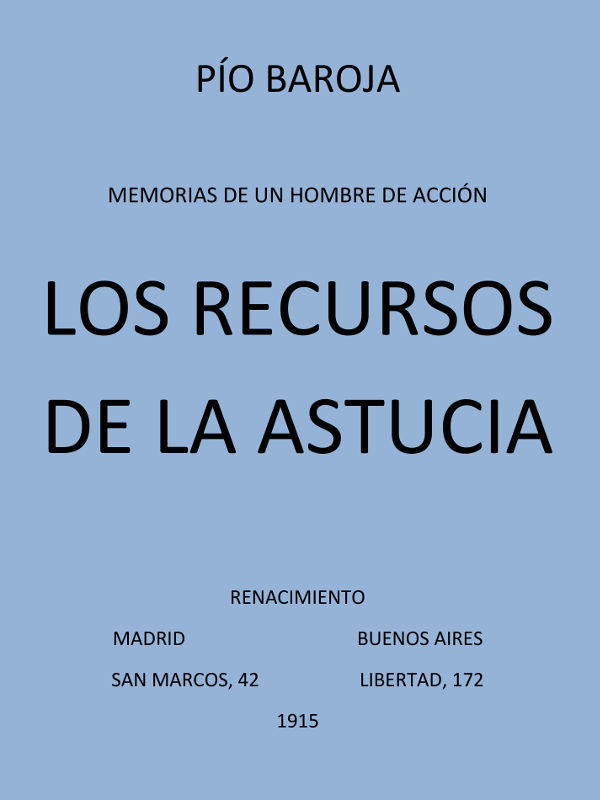 PÍO BAROJA
MEMORIAS DE UN HOMBRE DE ACCIÓN
LOS RECURSOS
DE LA ASTUCIA
RENACIMIENTO
MADRID BUENOS AIRES
SAN MARCOS, 42 LIBERTAD, 172
1915